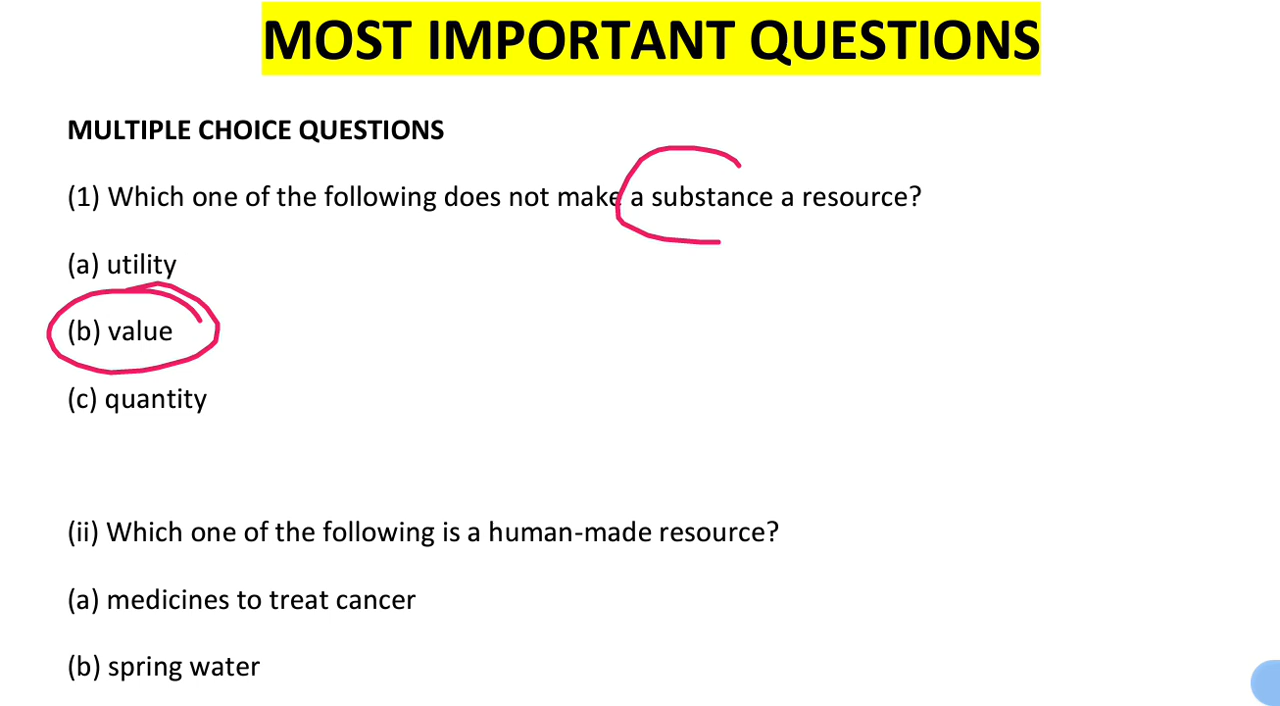 MOST IMPORTANT QUESTIONS
MULTIPLE CHOICE QUESTIONS
(1) Which one of the following does not make a substance a resource?
(a) utility
(b) value
(c) quantity
(ii) Which one of the following is a human-made resource?
(a) medicines to treat cancer
(b) spring water